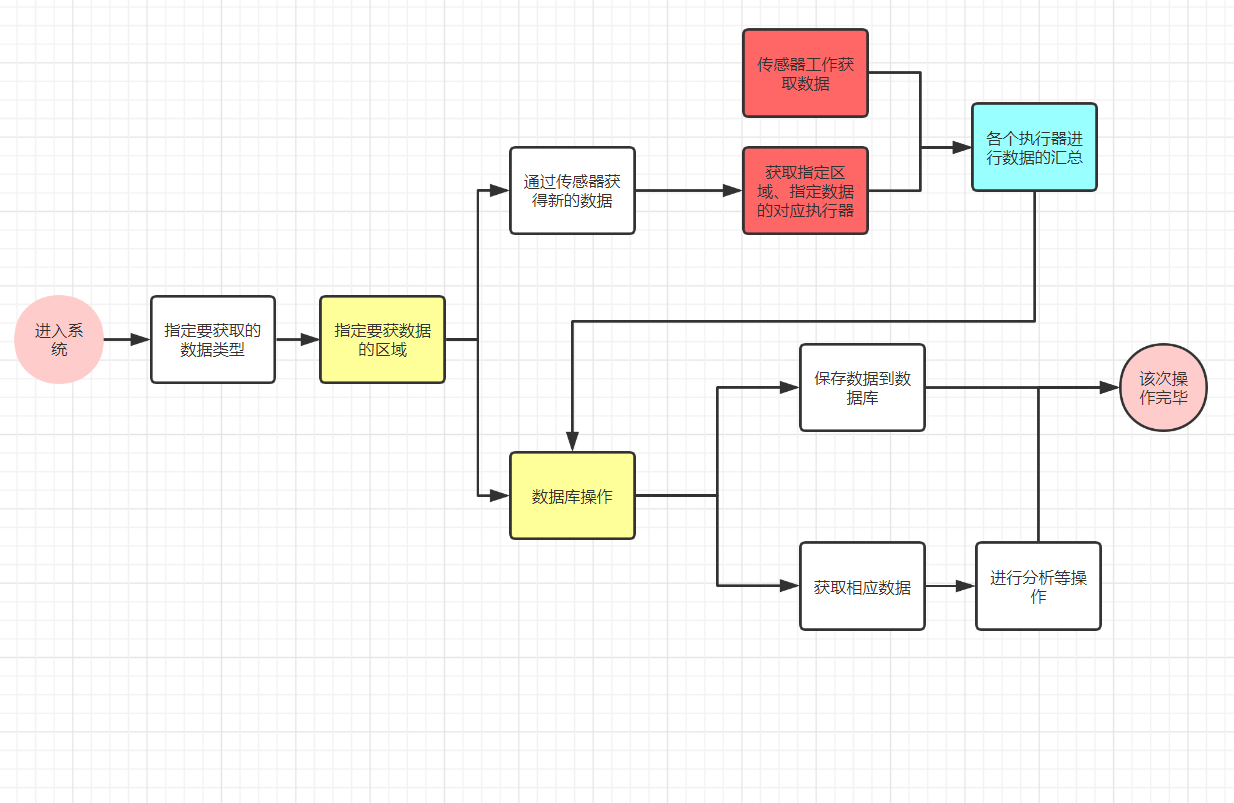 传感器工作获
取数据
各个执行器进
行数据的汇总
通过传感器获
得新的数据
获取指定区
域、指定数据
的对应执行器
进入系
统
指定要获取的
数据类型
指定要获数据
的区域
保存数据到数
据库
该次操
作完毕
数据库操作
获取相应数据
进行分析等操
作